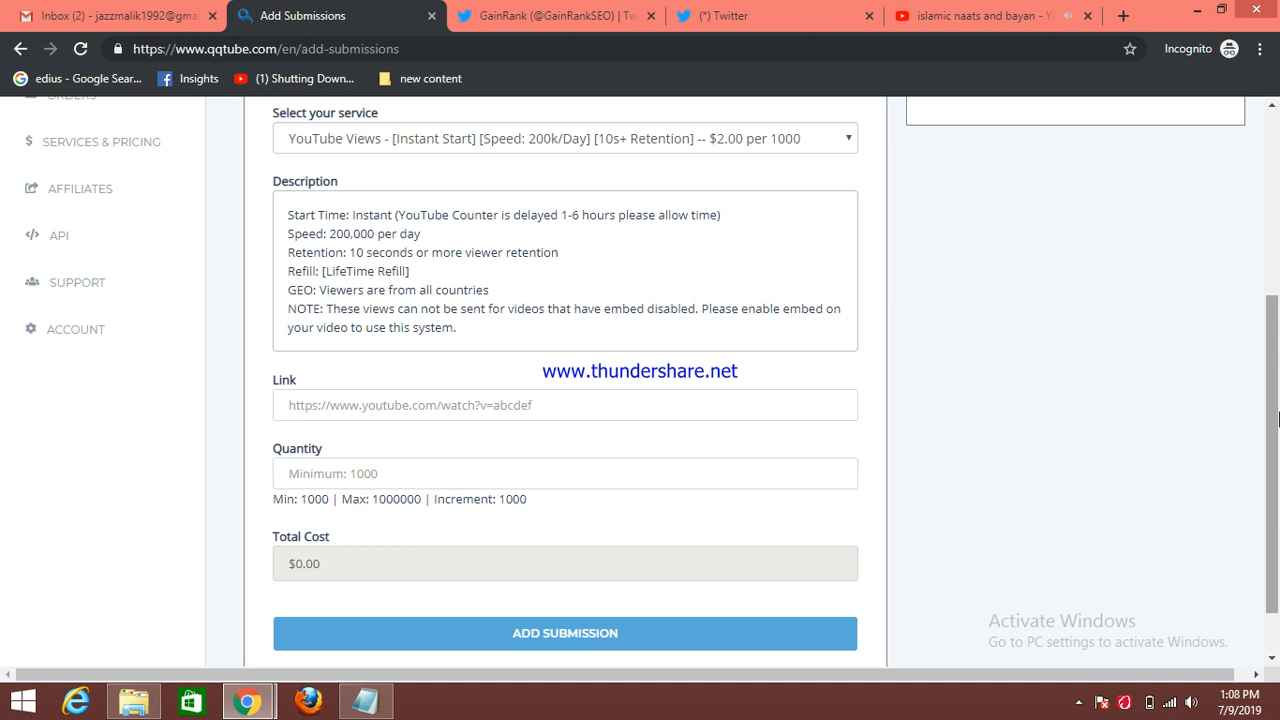 Inbox (2) - jazzmalik1992@gma
Add Submissions
GainRank (@GainRankSEO) | Tw
(*) Twitter
islamic naats and bayan - Yo
https://www.qqtube.com/en/add-submissions
Incognito
edius - Google Sear...
Insights
(1) Shutting Down...
new content
ORDERS
SERVICES & PRICING
AFFILIATES
API
SUPPORT
ACCOUNT
Select your service
YouTube Views - [Instant Start] [Speed: 200k/Day] [10s+ Retention] -- $2.00 per 1000
Description
Start Time: Instant (YouTube Counter is delayed 1-6 hours please allow time)
Speed: 200,000 per day
Retention: 10 seconds or more viewer retention
Refill: [LifeTime Refill]
GEO: Viewers are from all countries
NOTE: These views can not be sent for videos that have embed disabled. Please enable embed on
your video to use this system.
www.thundershare.net
Link
https://www.youtube.com/watch?v=abcdef
Quantity
Minimum: 1000
Min: 1000 | Max: 1000000 | Increment: 1000
Total Cost
$0.00
ADD SUBMISSION
Activate Windows
Go to PC settings to activate Windows.
1:08 PM
7/9/2019